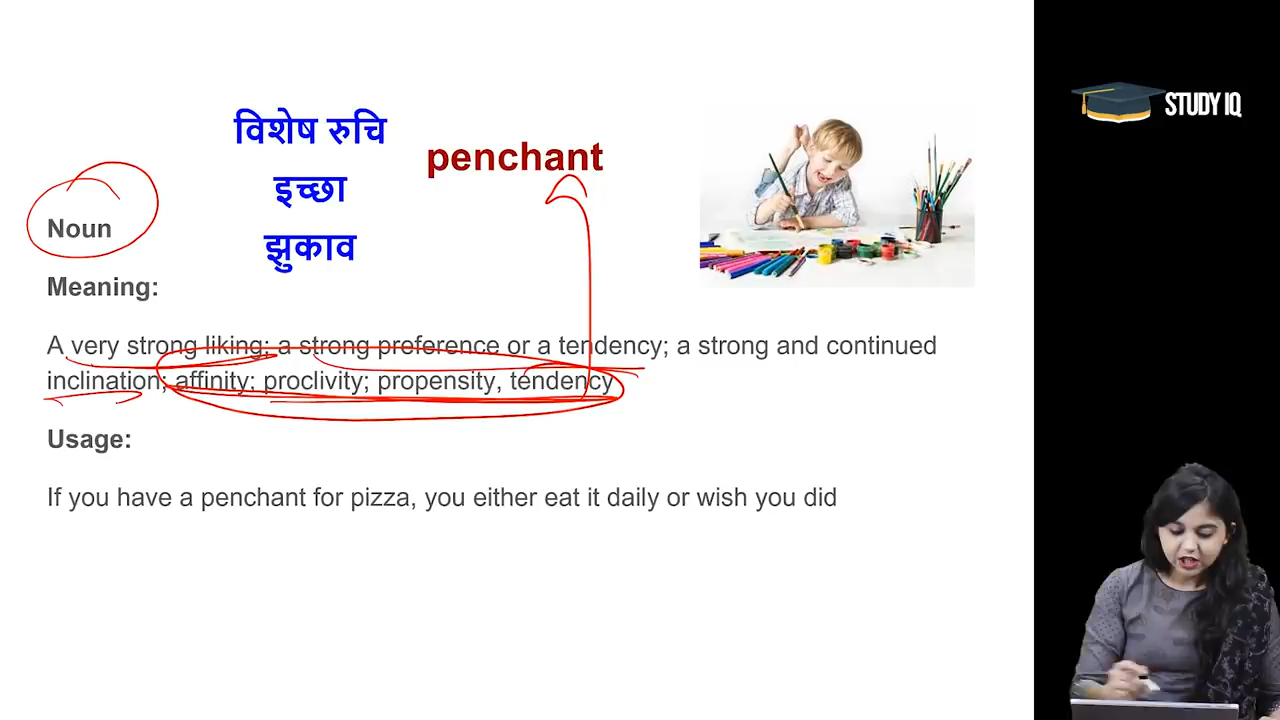 विशेष रुचि
penchant
इच्छा
Noun
झुकाव
Meaning:
A very strong liking; a strong preference or a tendency; a strong and continued
inclination; affinity; proclivity; propensity, tendency
Usage:
If you have a penchant for pizza, you either eat it daily or wish you did
STUDY IQ